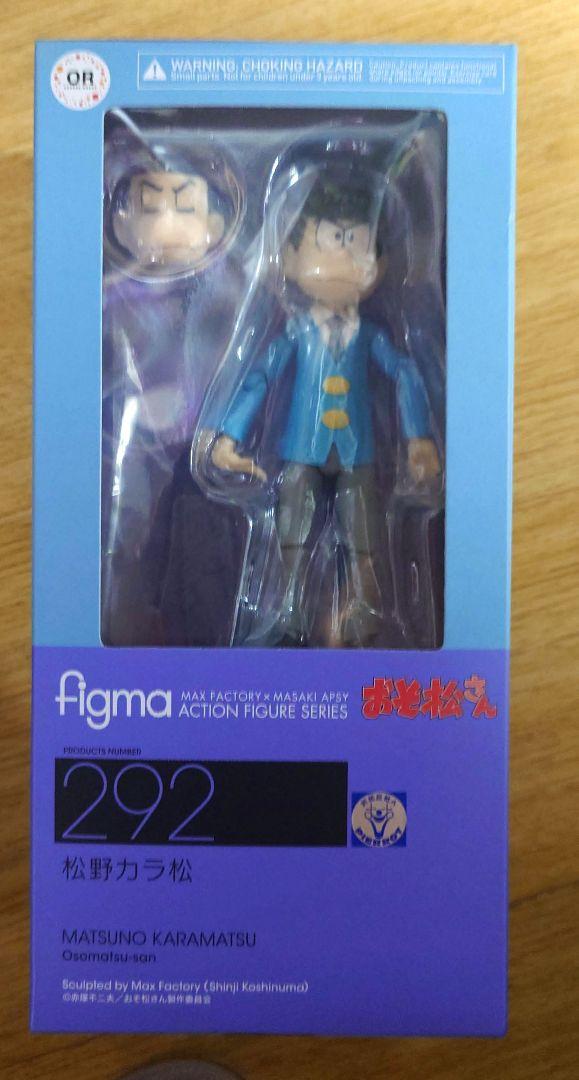 OR
WARNING, CHOKING HAZARD
Small parts. Not for children under 3 years old.
figma
MAX FACTORY × MASAKI APSY
ACTION FIGURE SERIES
おそ松さん
PRODUCTS NUMBER
292
PIERROT
松野カラ松
MATSUNO KARAMATSU
Osomatsu-san
Sculpted by Max Factory (Shinji Koshinuma)
©赤塚不二夫/おそ松さん製作委員会